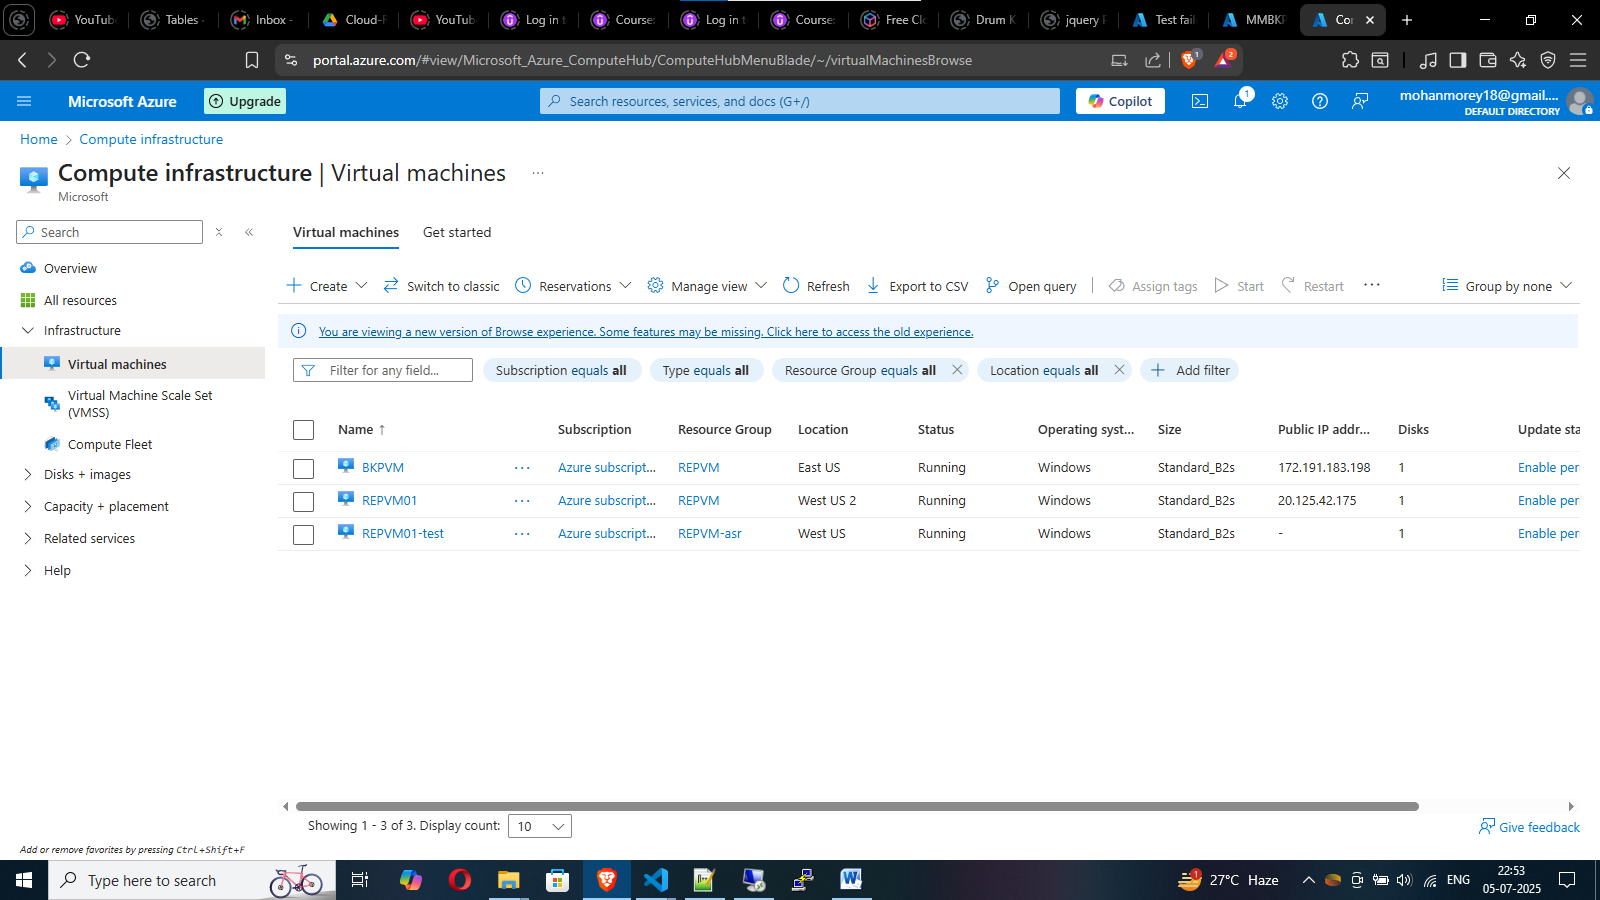 YouTube
Tables -
Inbox -
Cloud-F
YouTube
Log in t
Course:
Log in t
Course:
Free Clo
Drum K
jquery F
Test fail
MMBKP
Cor
portal.azure.com/#view/Microsoft_Azure_ComputeHub/ComputeHubMenuBlade/~/virtualMachinesBrowse
1
2
Microsoft Azure
Upgrade
Search resources, services, and docs (G+/)
Copilot
1
mohanmorey18@gmail....
DEFAULT DIRECTORY
Home > Compute infrastructure
Compute infrastructure | Virtual machines ...
Microsoft
Search
Overview
All resources
Infrastructure
Virtual machines
Virtual Machine Scale Set
(VMSS)
Compute Fleet
Disks + images
Capacity + placement
Related services
Help
Add or remove favorites by pressing Ctrl+Shift+F
Virtual machines Get started
Create Switch to classic Reservations Manage view Refresh Export to CSV Open query Assign tags Start Restart ... Group by none
You are viewing a new version of Browse experience. Some features may be missing. Click here to access the old experience.
Filter for any field... Subscription equals all Type equals all Resource Group equals all Location equals all Add filter
Name ↑ Subscription Resource Group Location Status Operating syst... Size Public IP addr... Disks Update sta
BKPVM ... Azure subscript... REPVM East US Running Windows Standard_B2s 172.191.183.198 1 Enable per
REPVM01 ... Azure subscript... REPVM West US 2 Running Windows Standard_B2s 20.125.42.175 1 Enable per
REPVM01-test ... Azure subscript... REPVM-asr West US Running Windows Standard_B2s - 1 Enable per
Showing 1 - 3 of 3. Display count: 10
Give feedback
Type here to search
1
27°C Haze
ENG
22:53
05-07-2025